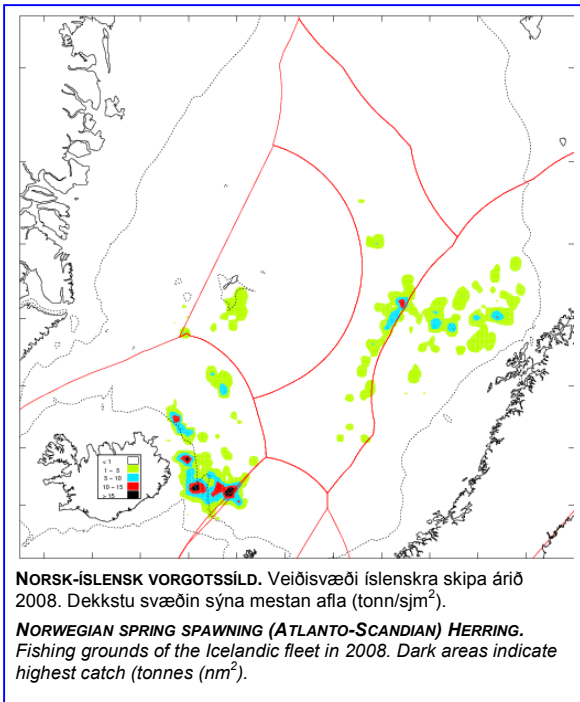 < 1
1 – 5
5 – 10
10 – 15
> 15
NORSK-ÍSLENSK VORGOTSSÍLD. Veiðisvæði íslenskra skipa árið
2008. Dekkstu svæðin sýna mestan afla (tonn/sjm²).
NORWEGIAN SPRING SPAWNING (ATLANTO-SCANDIAN) HERRING.
Fishing grounds of the Icelandic fleet in 2008. Dark areas indicate
highest catch (tonnes (nm²).